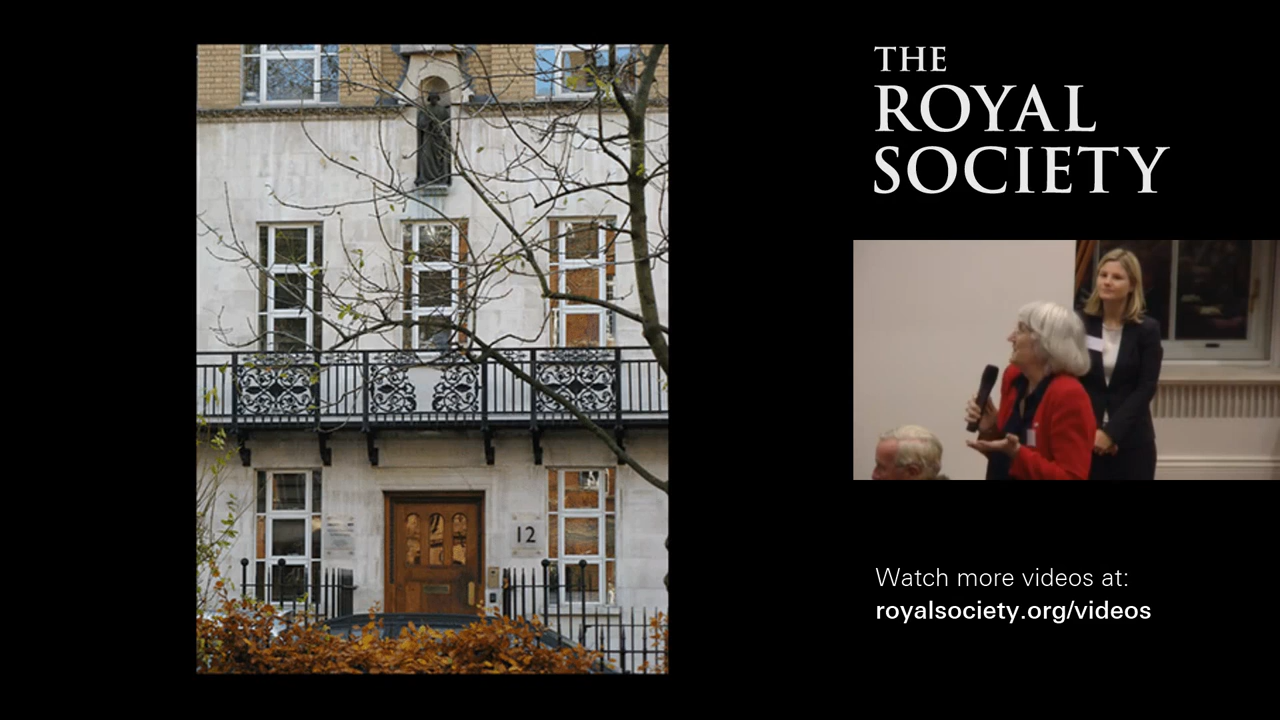 THE
ROYAL
SOCIETY
12
Watch more videos at:
royalsociety.org/videos